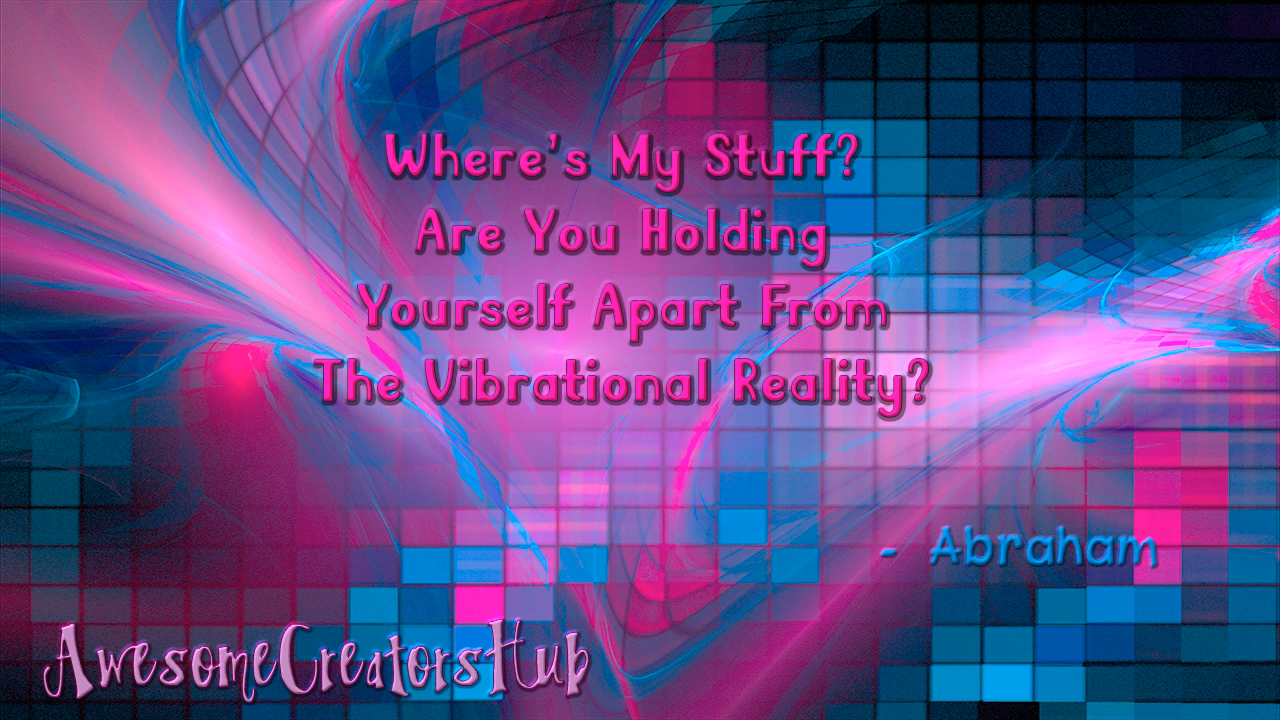 Where's My Stuff?
Are You Holding
Yourself Apart From
The Vibrational Reality?
- Abraham
AwesomeCreatorsHub